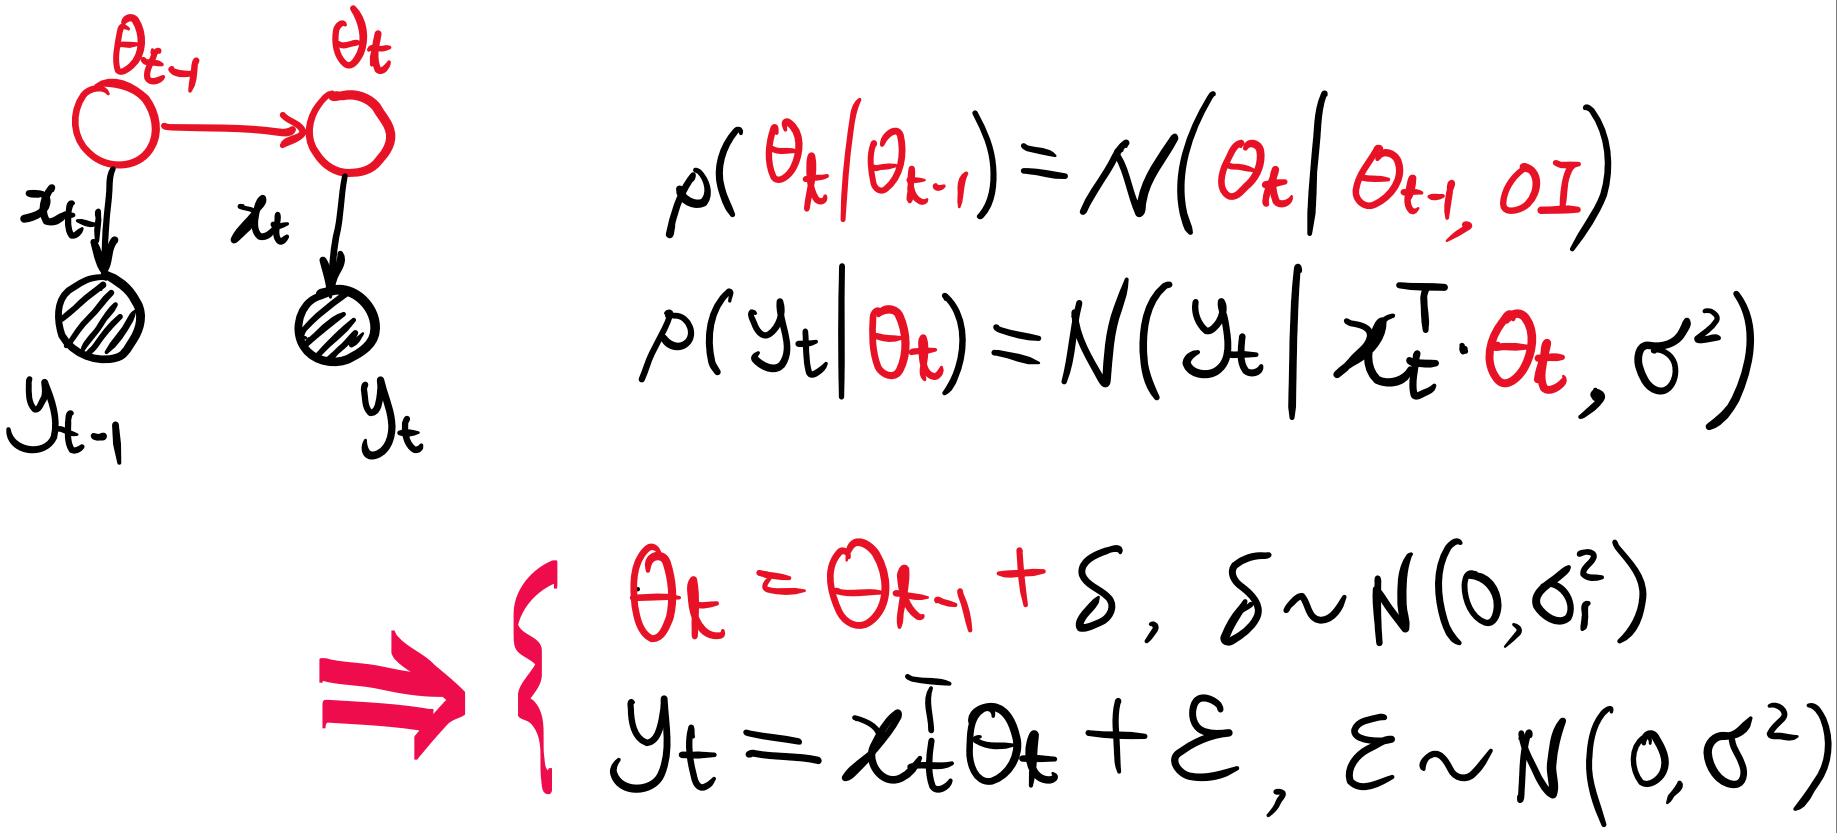 θₜ₋₁ θₜ
xₜ₋₁ xₜ
yₜ₋₁ yₜ
p(θₜ|θₜ₋₁) = N(θₜ | θₜ₋₁, 0I)
p(yₜ|θₜ) = N(yₜ | xₜᵀ·θₜ, σ²)
⇒ { θₜ = θₜ₋₁ + δ, δ ~ N(0, σ₁²)
yₜ = xₜᵀθₜ + ε, ε ~ N(0, σ²)